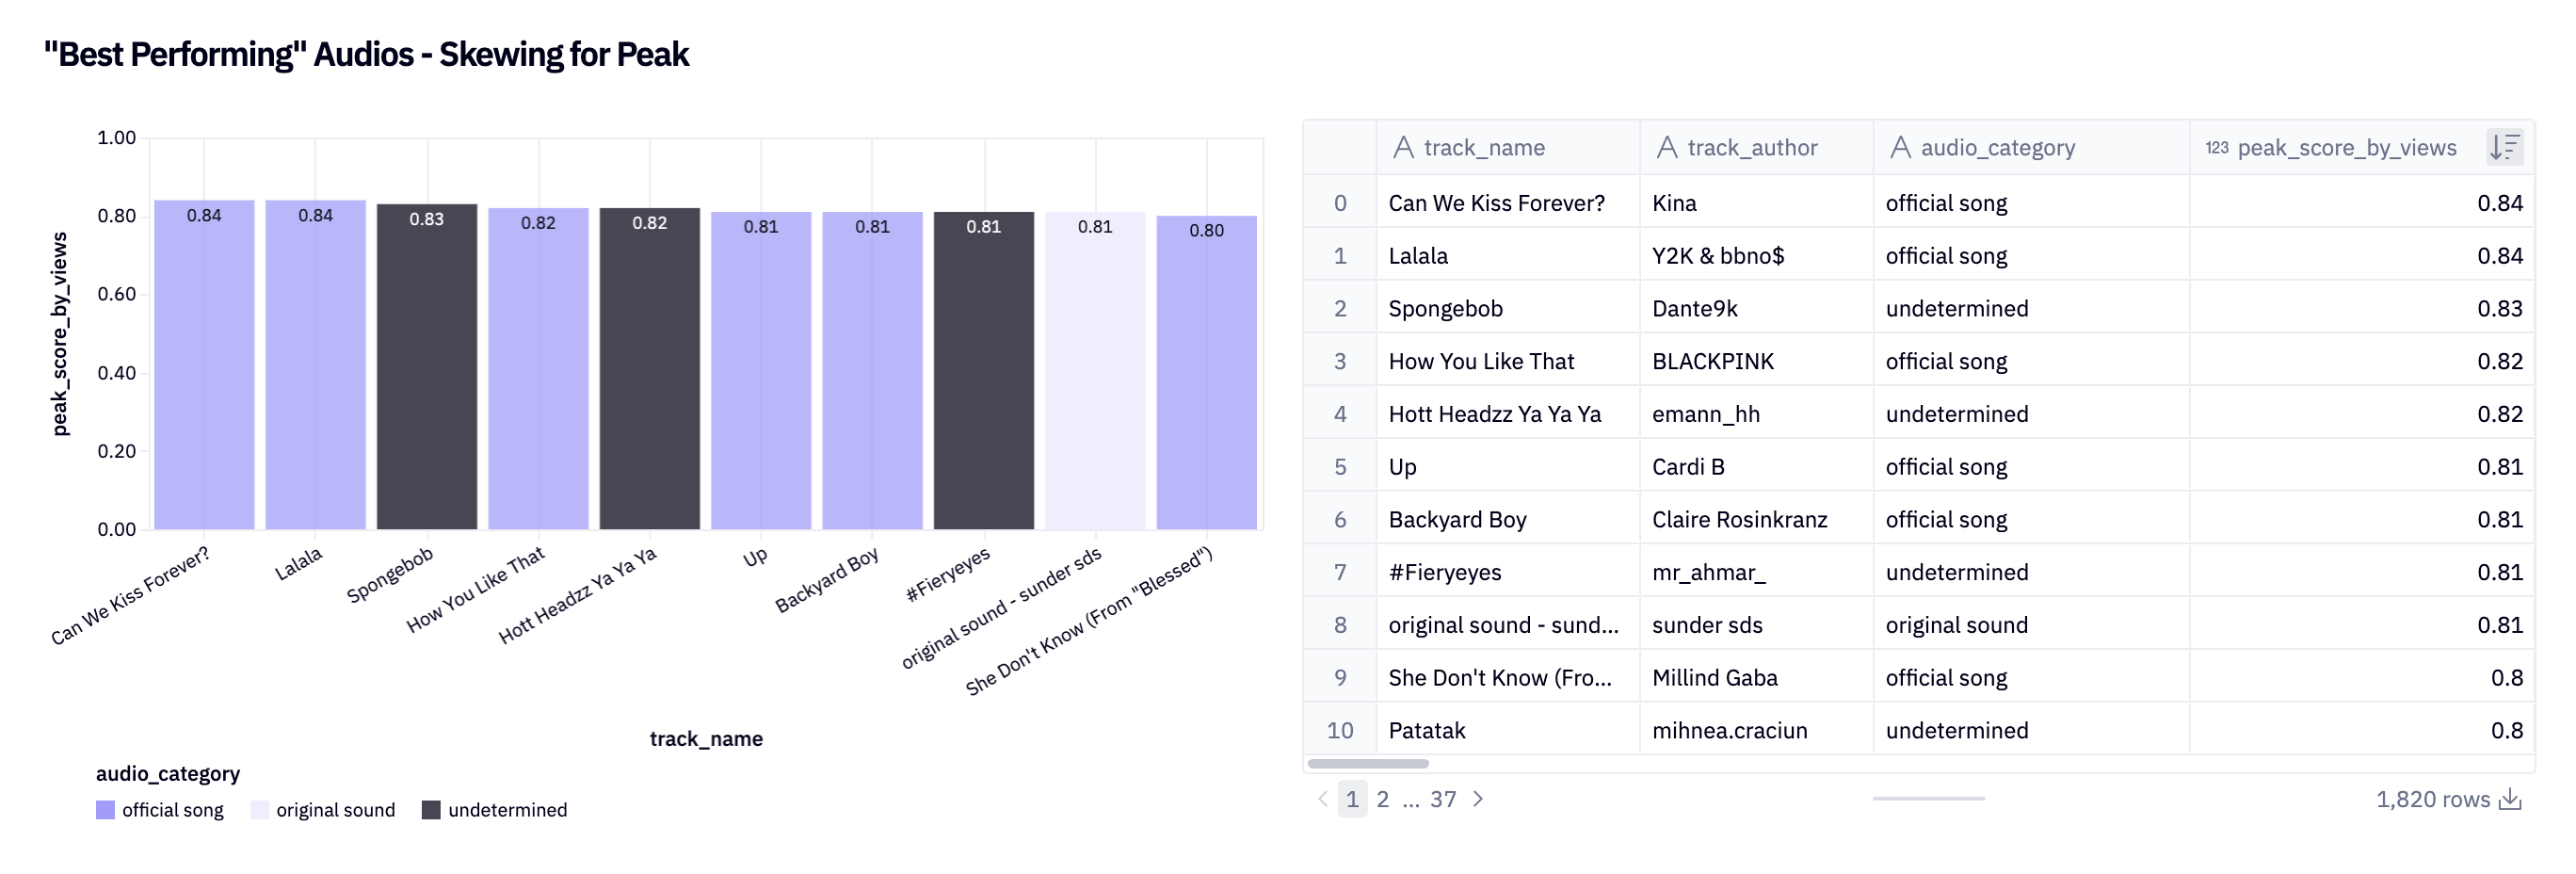 "Best Performing" Audios - Skewing for Peak
peak_score_by_views
1.00
0.80
0.60
0.40
0.20
0.00
0.84
0.84
0.83
0.82
0.82
0.81
0.81
0.81
0.81
0.80
Can We Kiss Forever?
Lalala
Spongebob
How You Like That
Hott Headzz Ya Ya Ya
Up
Backyard Boy
#Fieryeyes
original sound - sunder sds
She Don't Know (From "Blessed")
track_name
audio_category
official song original sound undetermined
track_name track_author audio_category 123 peak_score_by_views
0 Can We Kiss Forever? Kina official song 0.84
1 Lalala Y2K & bbno$ official song 0.84
2 Spongebob Dante9k undetermined 0.83
3 How You Like That BLACKPINK official song 0.82
4 Hott Headzz Ya Ya Ya emann_hh undetermined 0.82
5 Up Cardi B official song 0.81
6 Backyard Boy Claire Rosinkranz official song 0.81
7 #Fieryeyes mr_ahmar_ undetermined 0.81
8 original sound - sund... sunder sds original sound 0.81
9 She Don't Know (Fro... Millind Gaba official song 0.8
10 Patatak mihnea.craciun undetermined 0.8
1 2 ... 37 1,820 rows